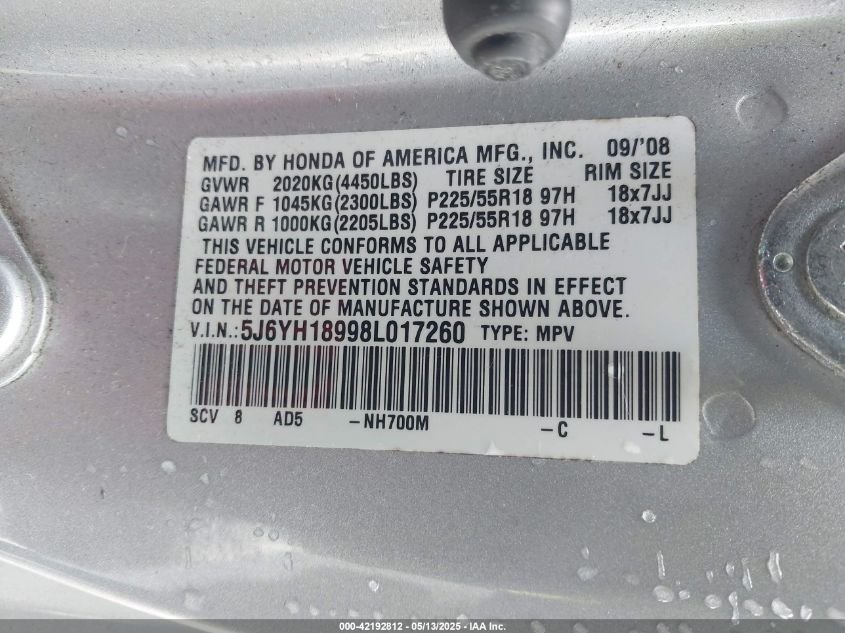 MFD. BY HONDA OF AMERICA MFG., INC. 09/'08
GVWR 2020KG(4450LBS) TIRE SIZE RIM SIZE
GAWR F 1045KG(2300LBS) P225/55R18 97H 18x7JJ
GAWR R 1000KG(2205LBS) P225/55R18 97H 18x7JJ
THIS VEHICLE CONFORMS TO ALL APPLICABLE
FEDERAL MOTOR VEHICLE SAFETY
AND THEFT PREVENTION STANDARDS IN EFFECT
ON THE DATE OF MANUFACTURE SHOWN ABOVE.
V.I.N.: 5J6YH18998L017260 TYPE: MPV
SCV 8 AD5 -NH700M -C -L
000-42192812 - 05/13/2025 - IAA Inc.